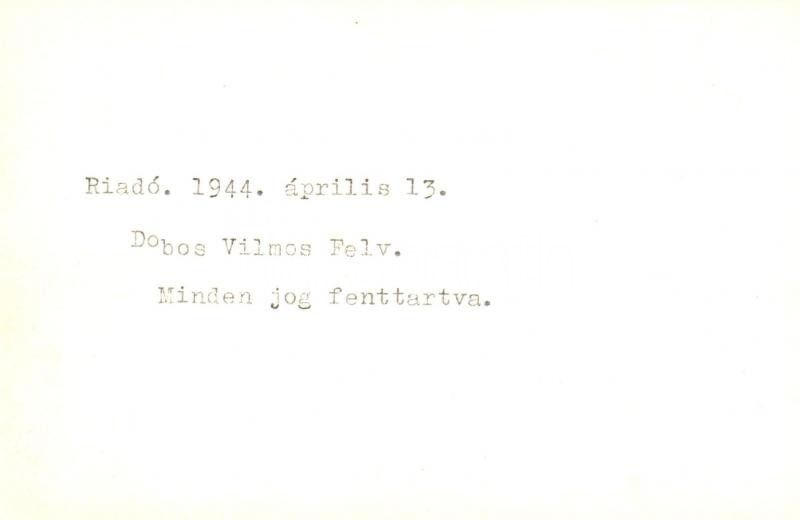 Riadó. 1944. április 13.
Dobos Vilmos Felv.
Minden jog fenttartva.